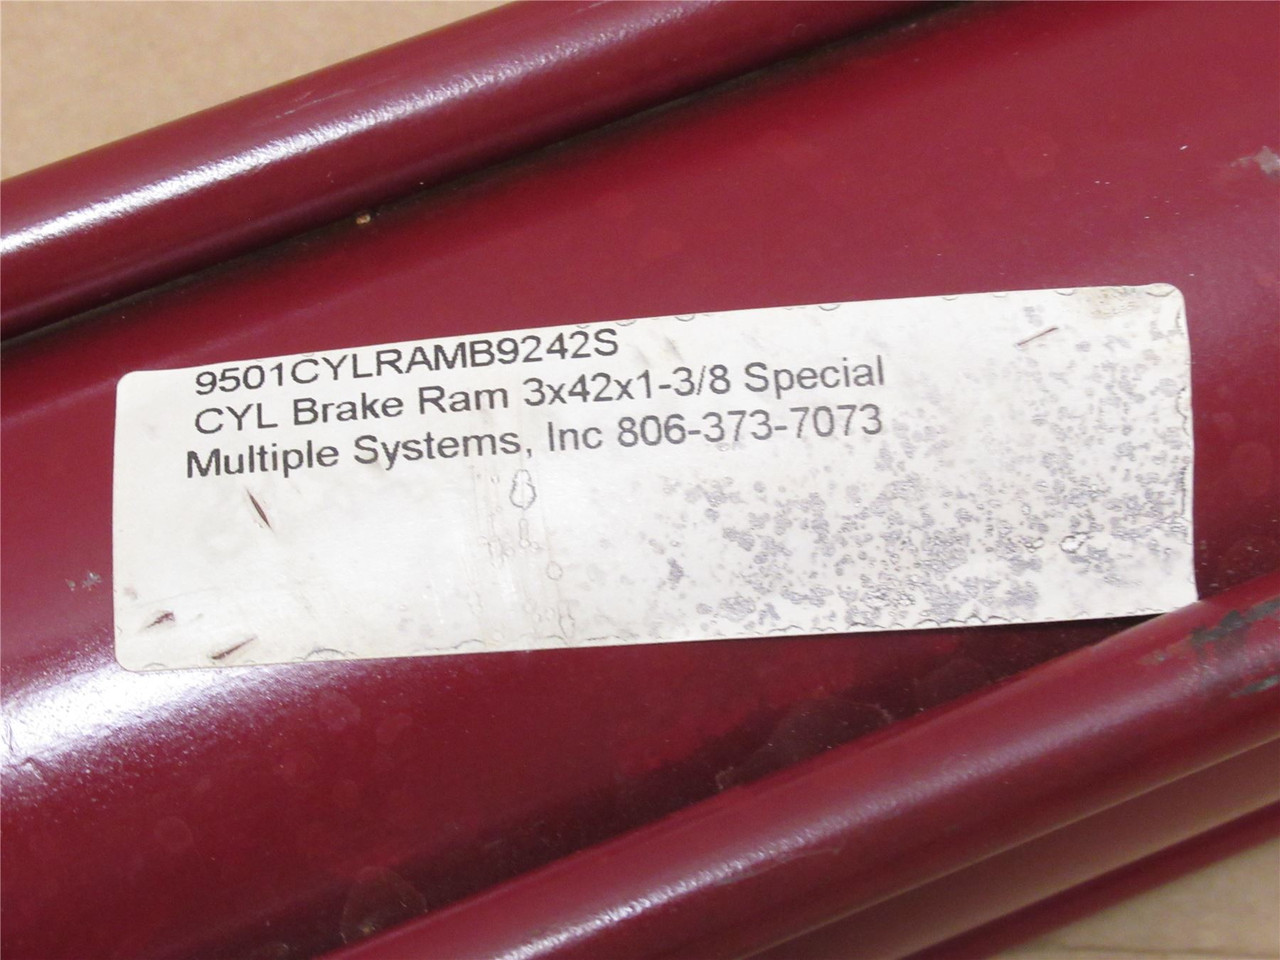 9501CYLRAMB9242S
CYL Brake Ram 3x42x1-3/8 Special
Multiple Systems, Inc 806-373-7073